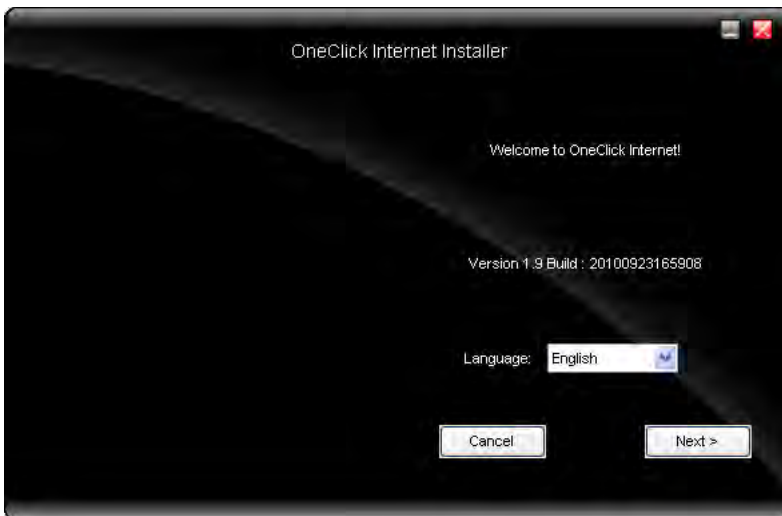 OneClick Internet Installer
Welcome to OneClick Internet!
Version 1.9 Build : 20100923165908
Language: English
Cancel Next >